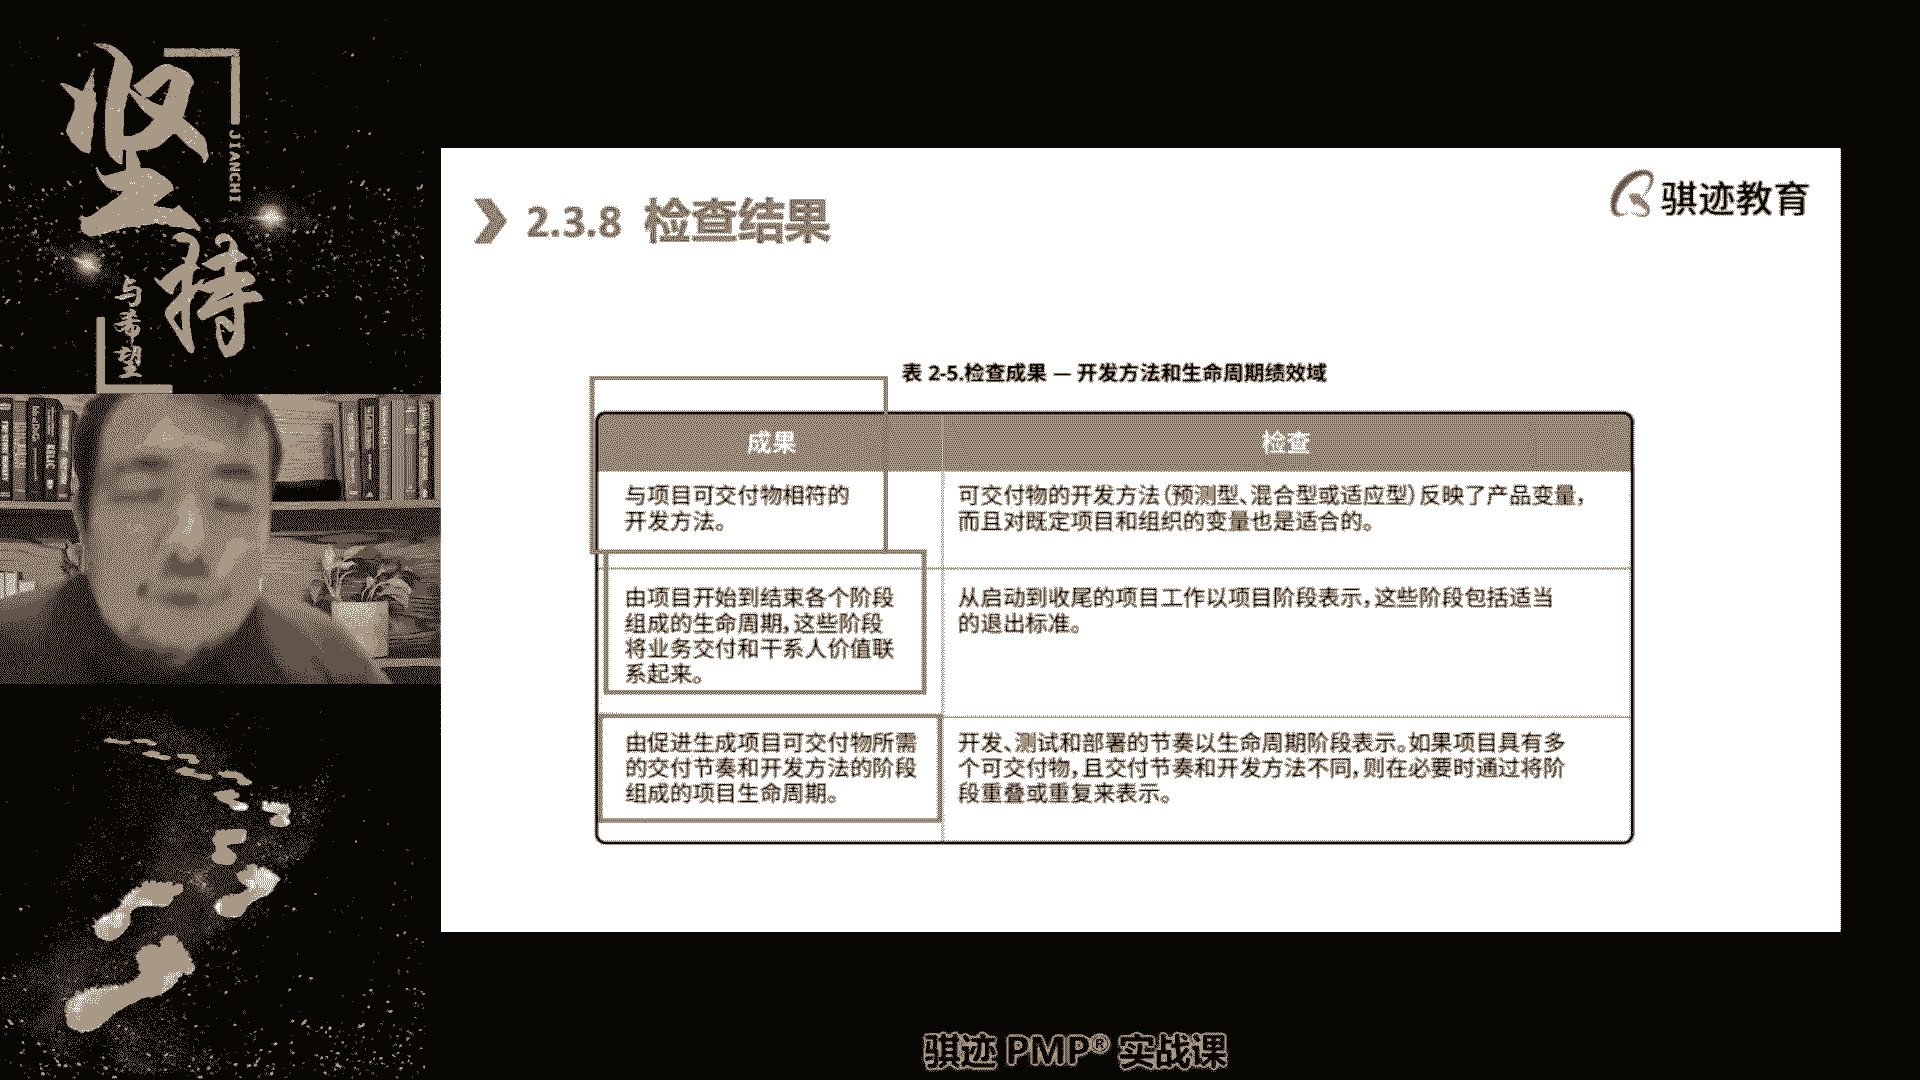 坚
持
JIANCHI
与希望
2.3.8 检查结果
骐迹教育
表 2-5.检查成果 — 开发方法和生命周期绩效域
成果
检查
与项目可交付物相符的
开发方法。
可交付物的开发方法(预测型、混合型或适应型)反映了产品变量,
而且对既定项目和组织的变量也是适合的。
由项目开始到结束各个阶段
组成的生命周期,这些阶段
将业务交付和干系人价值联
系起来。
从启动到收尾的项目工作以项目阶段表示,这些阶段包括适当
的退出标准。
由促进生成项目可交付物所需
的交付节奏和开发方法的阶段
组成的项目生命周期。
开发、测试和部署的节奏以生命周期阶段表示。如果项目具有多
个可交付物,且交付节奏和开发方法不同,则在必要时通过将阶
段重叠或重复来表示。
骐迹 PMP® 实战课